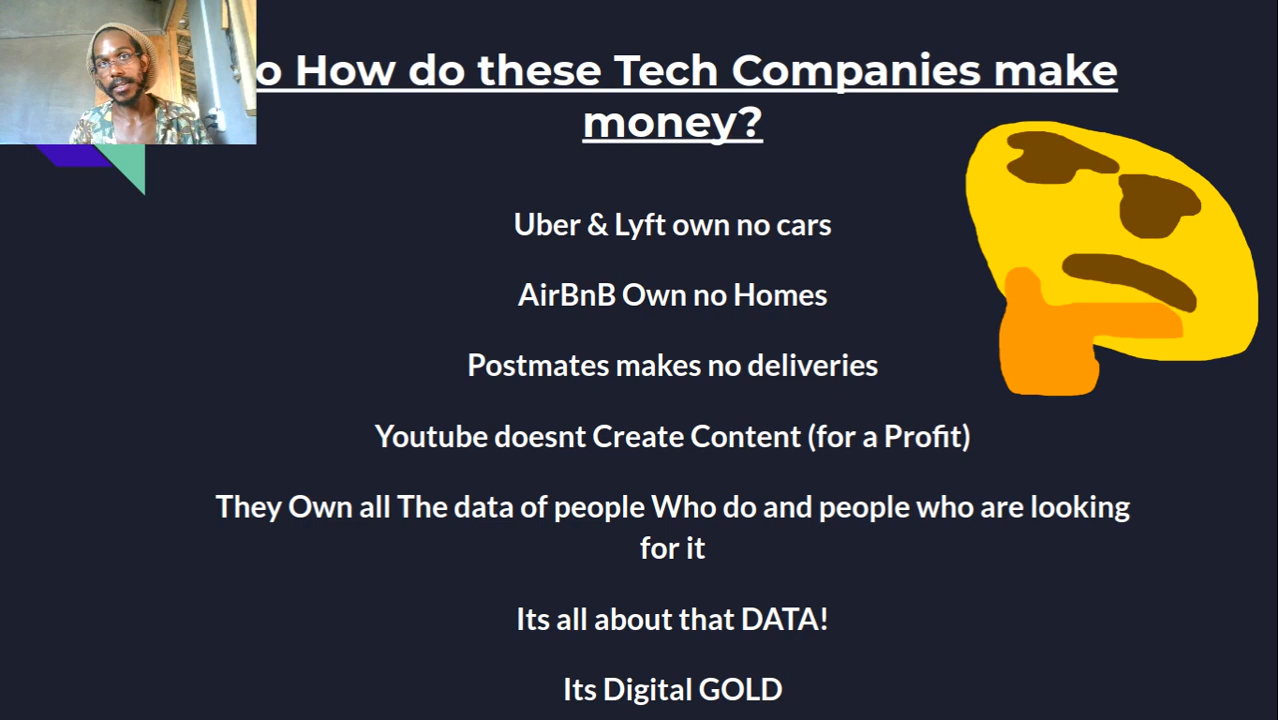 o How do these Tech Companies make
money?
Uber & Lyft own no cars
AirBnB Own no Homes
Postmates makes no deliveries
Youtube doesnt Create Content (for a Profit)
They Own all The data of people Who do and people who are looking
for it
Its all about that DATA!
Its Digital GOLD